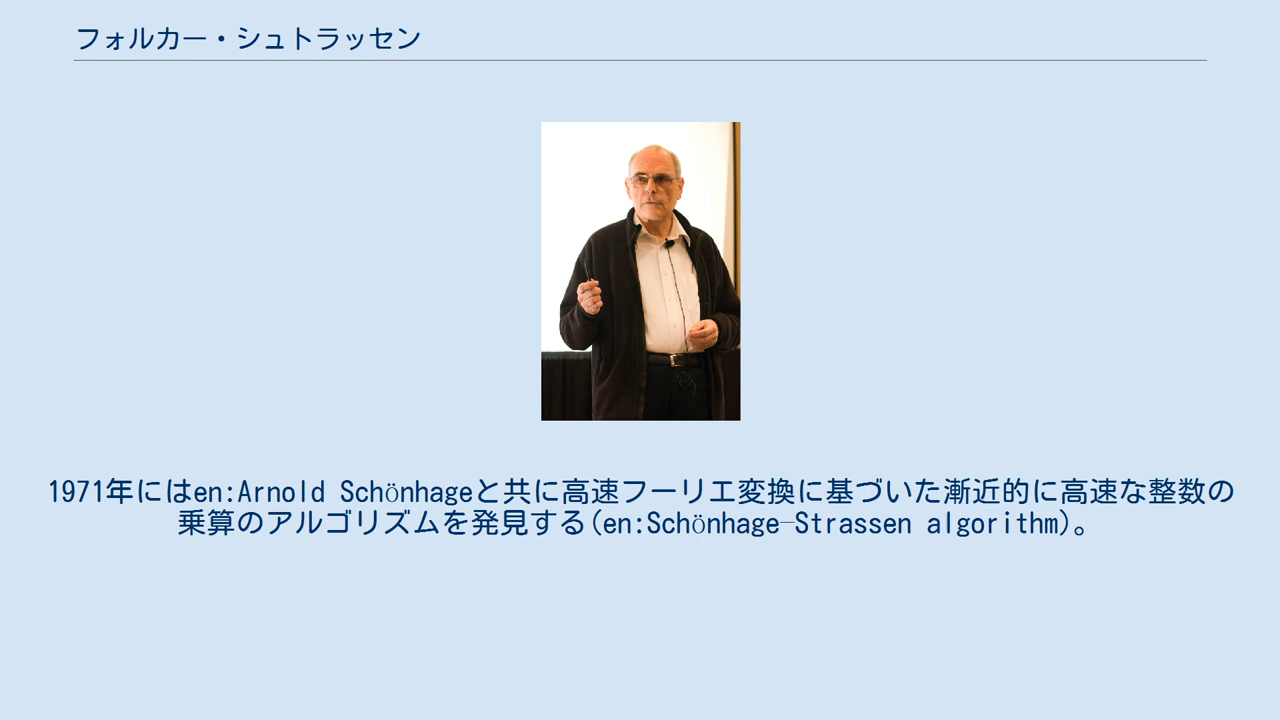 フォルカー・シュトラッセン
1971年にはen:Arnold Schönhageと共に高速フーリエ変換に基づいた漸近的に高速な整数の
乗算のアルゴリズムを発見する(en:Schönhage–Strassen algorithm)。